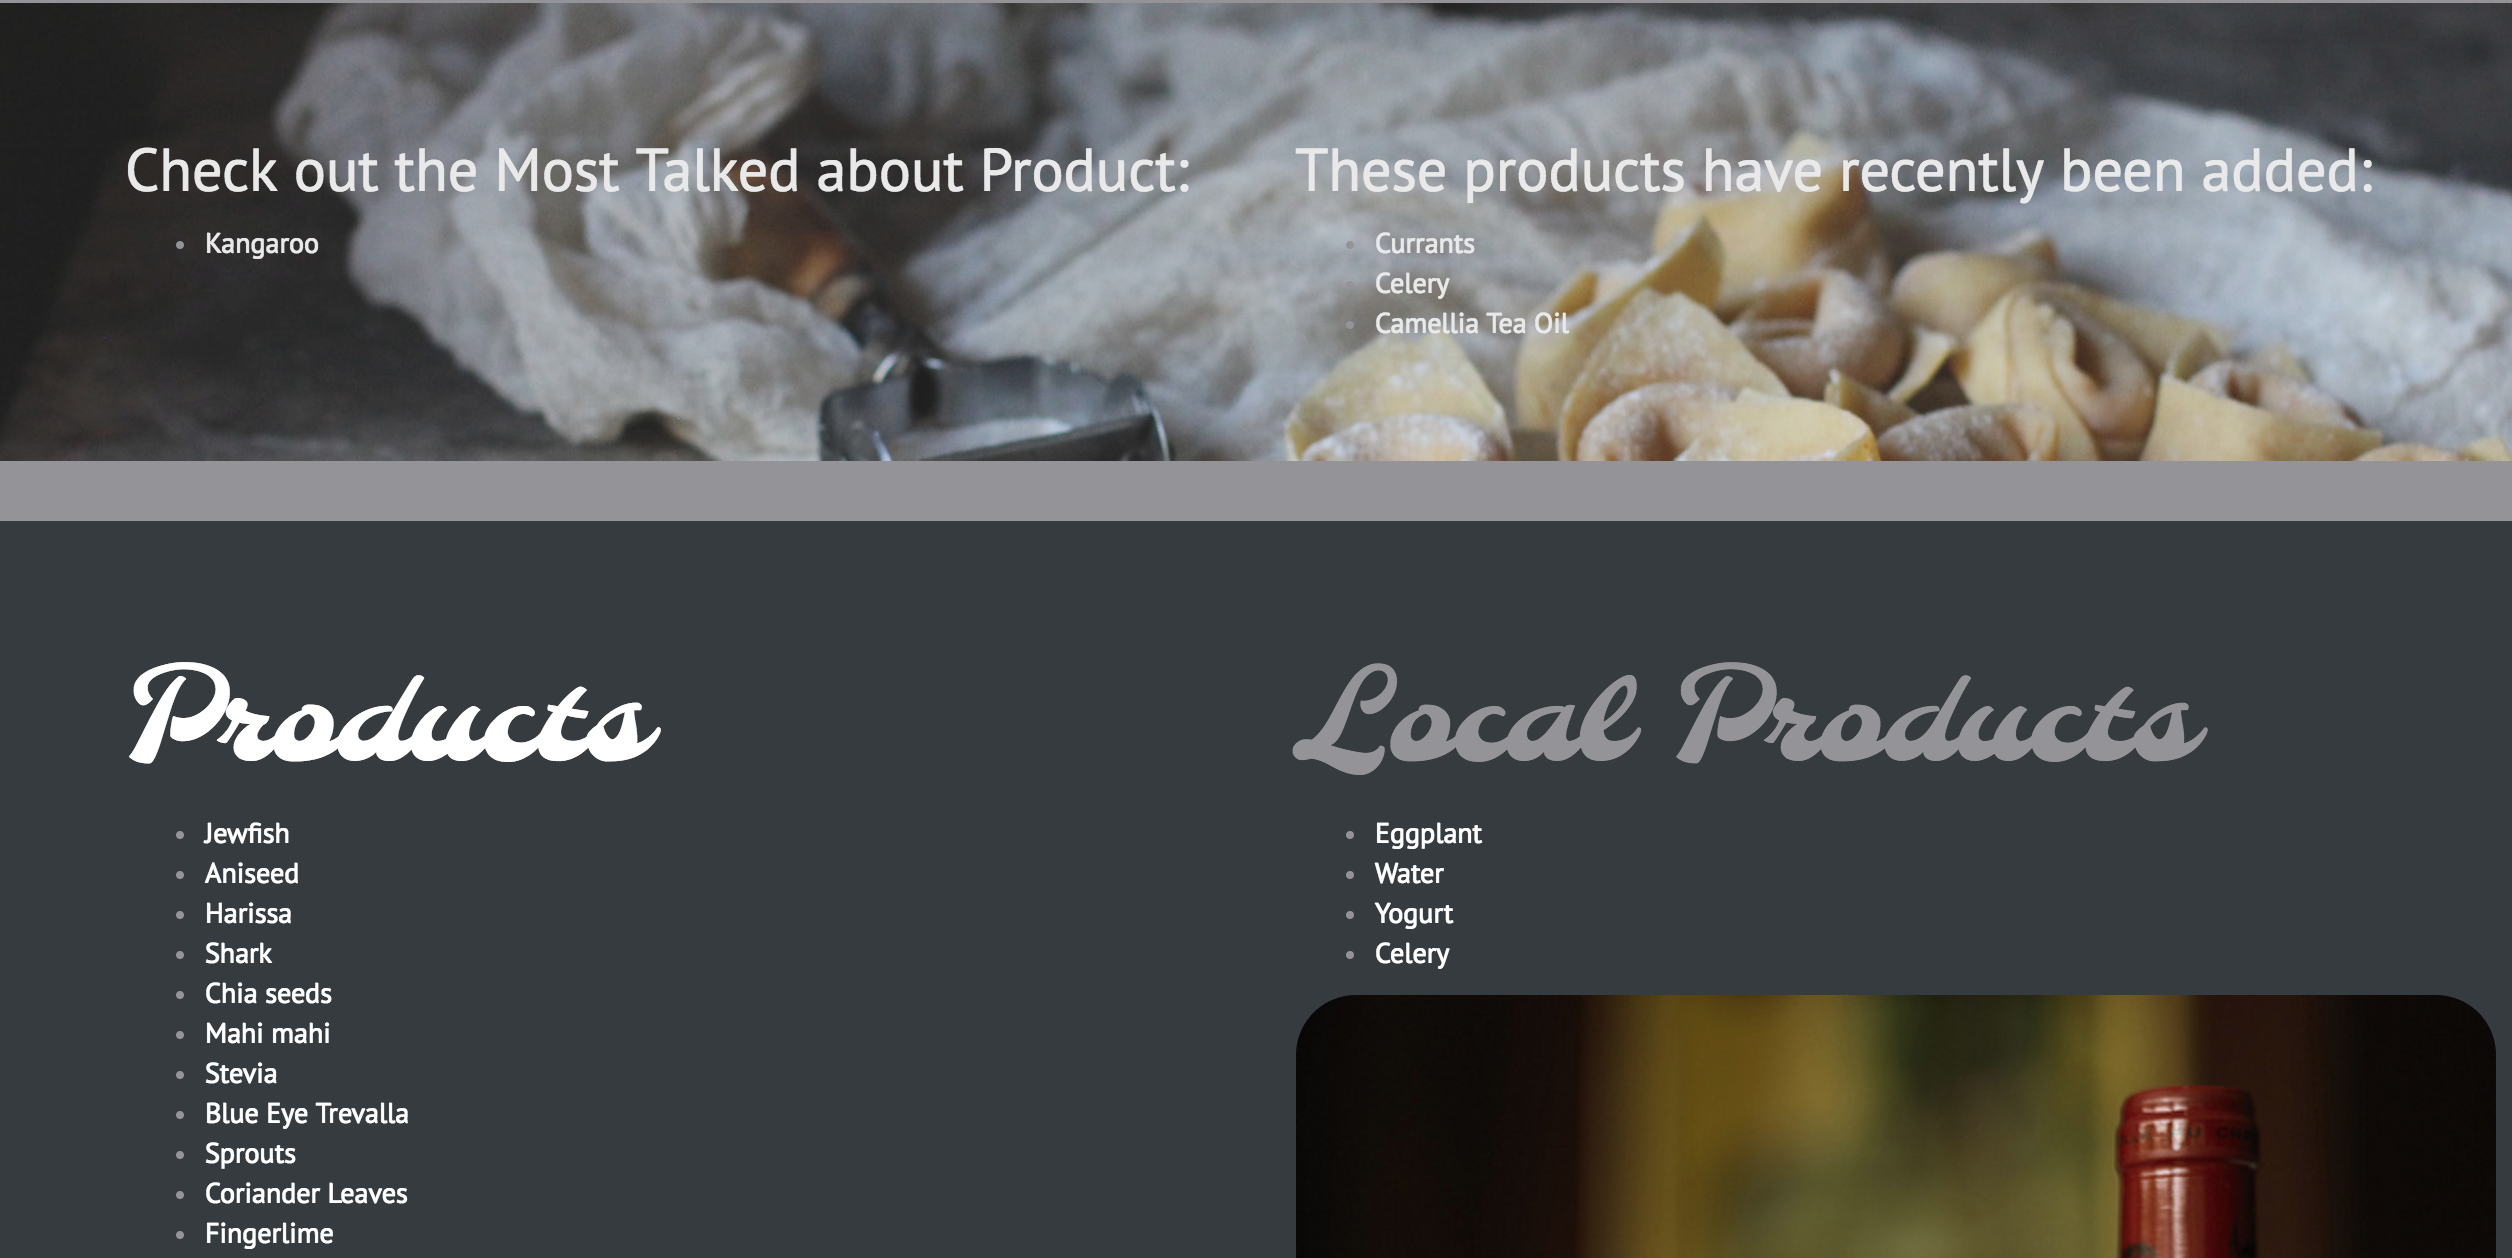 Check out the Most Talked about Product:
Kangaroo
These products have recently been added:
Currants
Celery
Camellia Tea Oil
Products
Jewfish
Aniseed
Harissa
Shark
Chia seeds
Mahi mahi
Stevia
Blue Eye Trevalla
Sprouts
Coriander Leaves
Fingerlime
Local Products
Eggplant
Water
Yogurt
Celery